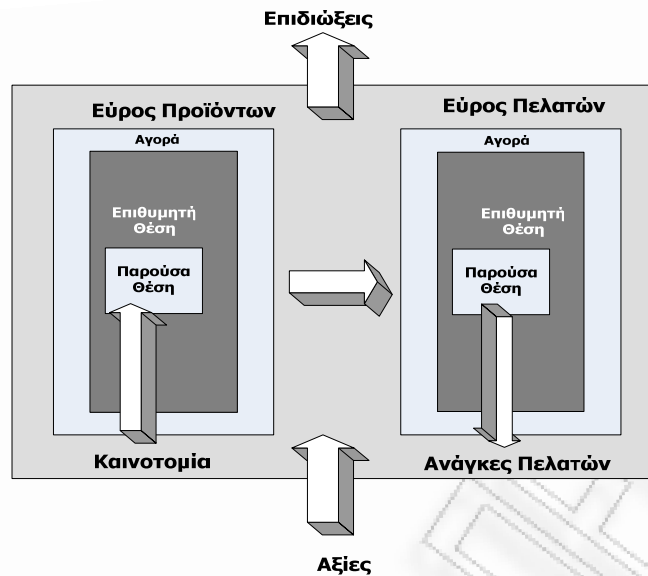 Επιδιώξεις
Εύρος Προϊόντων
Εύρος Πελατών
Αγορά
Αγορά
Επιθυμητή
Θέση
Επιθυμητή
Θέση
Παρούσα
Θέση
Παρούσα
Θέση
Καινοτομία
Ανάγκες Πελατών
Αξίες